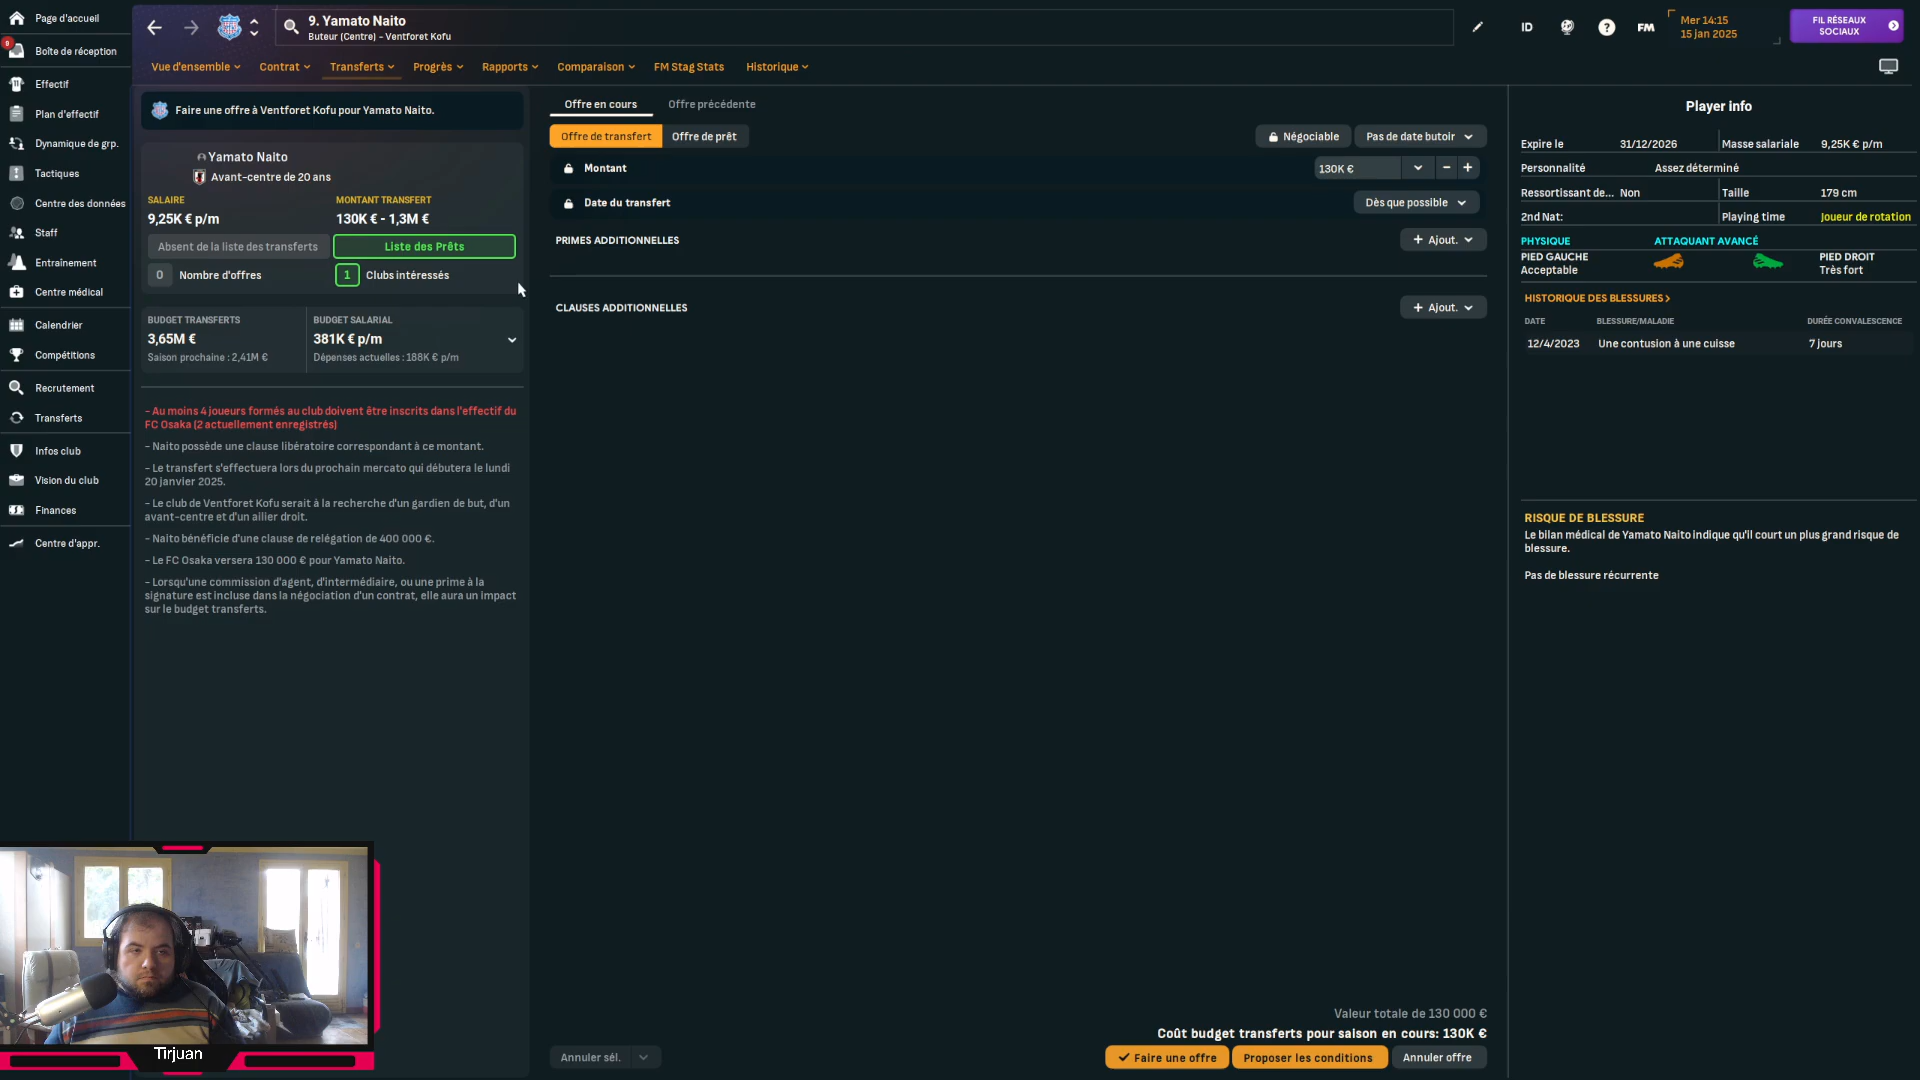 Page d'accueil
9
Boîte de réception
Effectif
Plan d'effectif
Dynamique de grp.
Tactiques
Centre des données
Staff
Entraînement
Centre médical
Calendrier
Compétitions
Recrutement
Transferts
Infos club
Vision du club
Finances
Centre d'appr.
9. Yamato Naito
Buteur (Centre) - Ventforet Kofu
ID
?
FM
Mer 14:15
15 jan 2025
FIL RÉSEAUX
SOCIAUX
Vue d'ensemble
Contrat
Transferts
Progrès
Rapports
Comparaison
FM Stag Stats
Historique
Faire une offre à Ventforet Kofu pour Yamato Naito.
Yamato Naito
Avant-centre de 20 ans
SALAIRE
9,25K € p/m
MONTANT TRANSFERT
130K € - 1,3M €
Absent de la liste des transferts
Liste des Prêts
0 Nombre d'offres
1 Clubs intéressés
BUDGET TRANSFERTS
3,65M €
Saison prochaine : 2,41M €
BUDGET SALARIAL
381K € p/m
Dépenses actuelles : 188K € p/m
- Au moins 4 joueurs formés au club doivent être inscrits dans l'effectif du
FC Osaka (2 actuellement enregistrés)
- Naito possède une clause libératoire correspondant à ce montant.
- Le transfert s'effectuera lors du prochain mercato qui débutera le lundi
20 janvier 2025.
- Le club de Ventforet Kofu serait à la recherche d'un gardien de but, d'un
avant-centre et d'un ailier droit.
- Naito bénéficie d'une clause de relégation de 400 000 €.
- Le FC Osaka versera 130 000 € pour Yamato Naito.
- Lorsqu'une commission d'agent, d'intermédiaire, ou une prime à la
signature est incluse dans la négociation d'un contrat, elle aura un impact
sur le budget transferts.
Offre en cours
Offre précédente
Offre de transfert
Offre de prêt
Négociable
Pas de date butoir
Montant
130K €
Date du transfert
Dès que possible
PRIMES ADDITIONNELLES
+ Ajout.
CLAUSES ADDITIONNELLES
+ Ajout.
Valeur totale de 130 000 €
Coût budget transferts pour saison en cours: 130K €
Annuler sél.
Faire une offre
Proposer les conditions
Annuler offre
Player info
Expire le 31/12/2026
Masse salariale 9,25K € p/m
Personnalité Assez déterminé
Ressortissant de... Non
Taille 179 cm
2nd Nat:
Playing time Joueur de rotation
PHYSIQUE
ATTAQUANT AVANCÉ
PIED GAUCHE
Acceptable
PIED DROIT
Très fort
HISTORIQUE DES BLESSURES >
DATE BLESSURE/MALADIE DURÉE CONVALESCENCE
12/4/2023 Une contusion à une cuisse 7 jours
RISQUE DE BLESSURE
Le bilan médical de Yamato Naito indique qu'il court un plus grand risque de
blessure.
Pas de blessure récurrente
Tirjuan